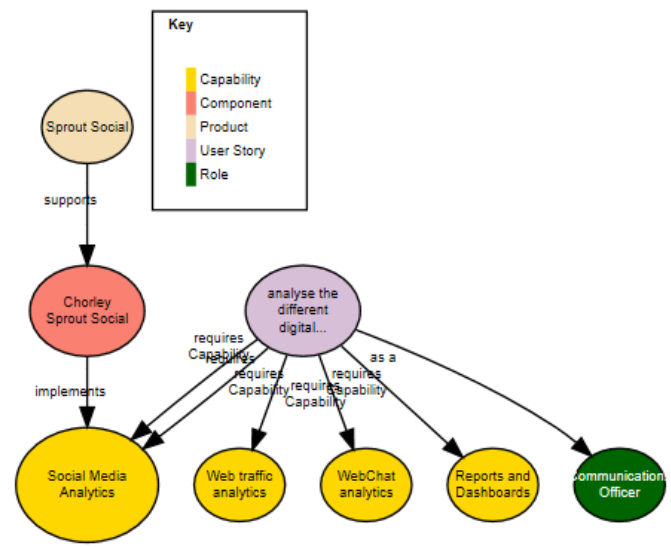 Key
Capability
Component
Product
User Story
Role
Sprout Social
supports
Chorley
Sprout Social
analyse the
different
digital...
implements
requires
Capability
requires
requires
Capability
requires
Capability
requires
Capability
as a
Social Media
Analytics
Web traffic
analytics
WebChat
analytics
Reports and
Dashboards
Communications
Officer